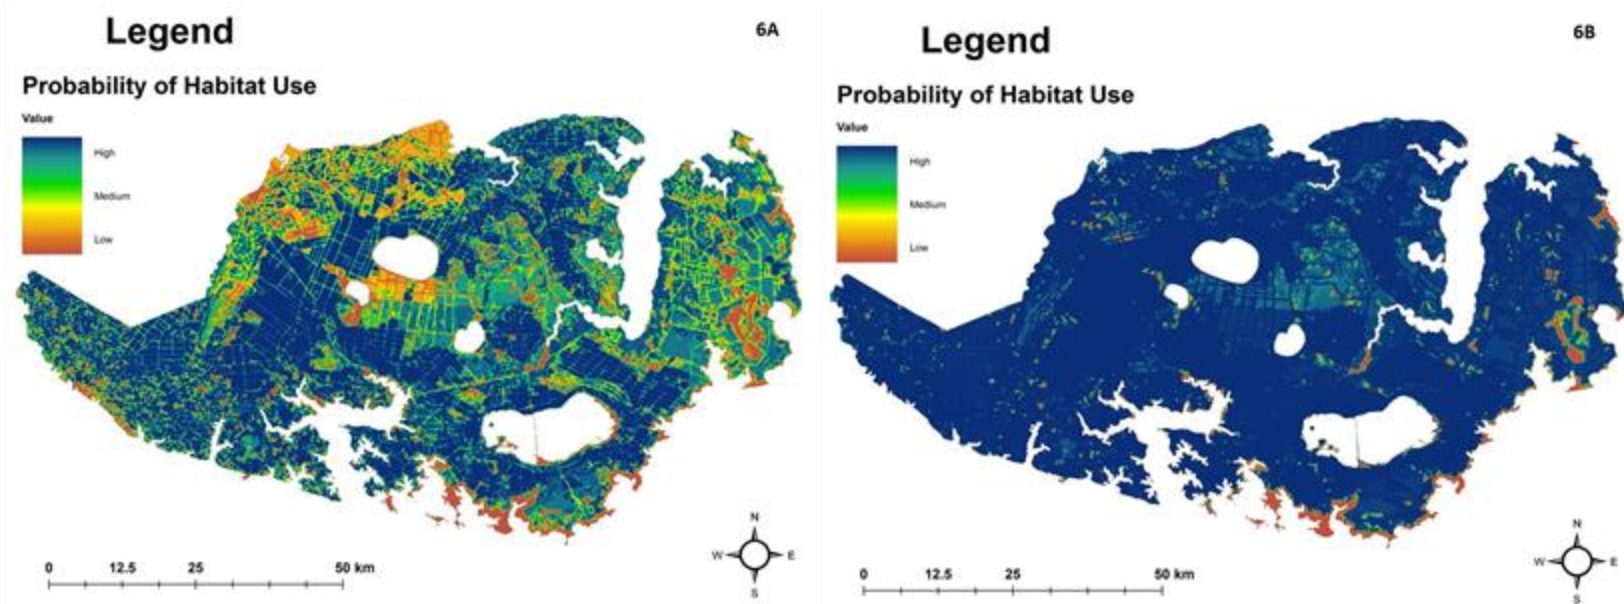 Legend
6A
Probability of Habitat Use
Value
High
Medium
Low
N
W E
S
0 12.5 25 50 km
Legend
6B
Probability of Habitat Use
Value
High
Medium
Low
N
W E
S
0 12.5 25 50 km